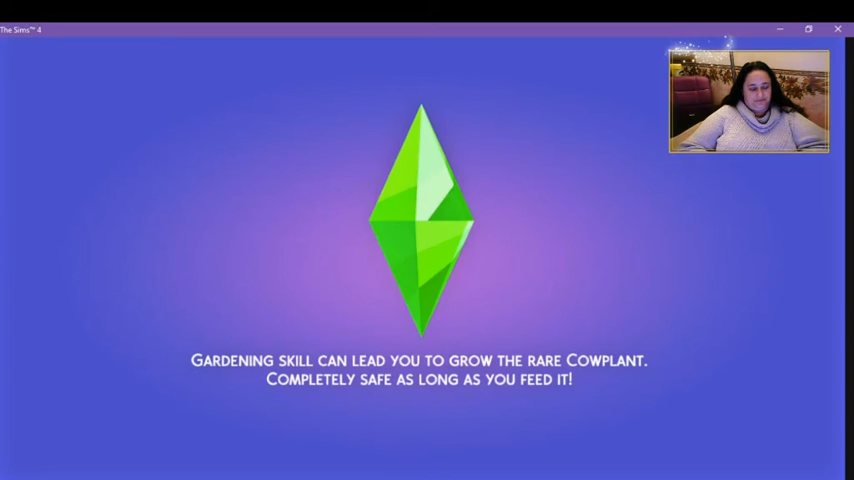 The Sims™ 4
GARDENING SKILL CAN LEAD YOU TO GROW THE RARE COWPLANT.
COMPLETELY SAFE AS LONG AS YOU FEED IT!